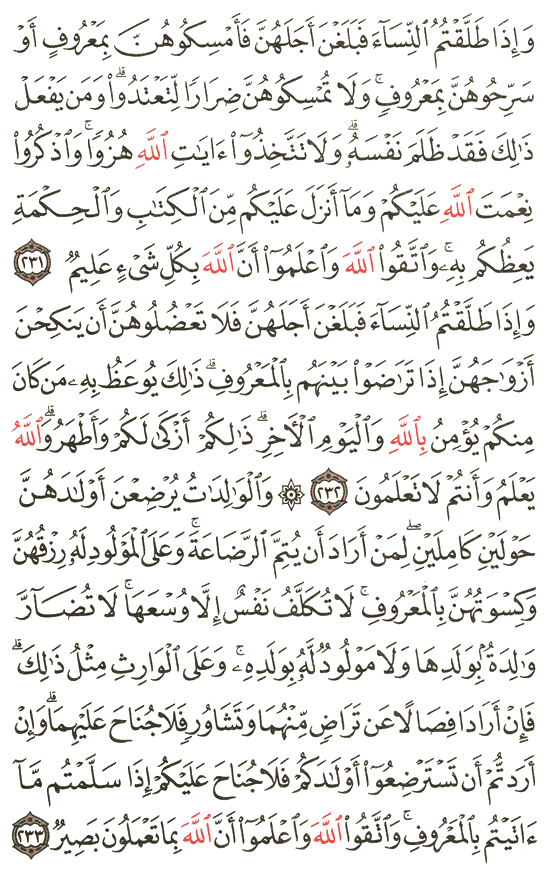 وَإِذَا طَلَّقْتُمُ ٱلنِّسَآءَ فَبَلَغْنَ أَجَلَهُنَّ فَأَمْسِكُوهُنَّ بِمَعْرُوفٍ أَوْ
سَرِّحُوهُنَّ بِمَعْرُوفٍۚ وَلَا تُمْسِكُوهُنَّ ضِرَارًا لِّتَعْتَدُوا۟ۚ وَمَن يَفْعَلْ
ذَٰلِكَ فَقَدْ ظَلَمَ نَفْسَهُۥۚ وَلَا تَتَّخِذُوٓا۟ ءَايَـٰتِ ٱللَّهِ هُزُوًاۚ وَٱذْكُرُوا۟
نِعْمَتَ ٱللَّهِ عَلَيْكُمْ وَمَآ أَنزَلَ عَلَيْكُم مِّنَ ٱلْكِتَـٰبِ وَٱلْحِكْمَةِ
يَعِظُكُم بِهِۦۚ وَٱتَّقُوا۟ ٱللَّهَ وَٱعْلَمُوٓا۟ أَنَّ ٱللَّهَ بِكُلِّ شَىْءٍ عَلِيمٌ ٢٣١
وَإِذَا طَلَّقْتُمُ ٱلنِّسَآءَ فَبَلَغْنَ أَجَلَهُنَّ فَلَا تَعْضُلُوهُنَّ أَن يَنكِحْنَ
أَزْوَٰجَهُنَّ إِذَا تَرَٰضَوْا۟ بَيْنَهُم بِٱلْمَعْرُوفِۗ ذَٰلِكَ يُوعَظُ بِهِۦ مَن كَانَ
مِنكُمْ يُؤْمِنُ بِٱللَّهِ وَٱلْيَوْمِ ٱلْـَٔاخِرِۗ ذَٰلِكُمْ أَزْكَىٰ لَكُمْ وَأَطْهَرُۗ وَٱللَّهُ
يَعْلَمُ وَأَنتُمْ لَا تَعْلَمُونَ ٢٣٢ ۞ وَٱلْوَٰلِدَٰتُ يُرْضِعْنَ أَوْلَـٰدَهُنَّ
حَوْلَيْنِ كَامِلَيْنِۖ لِمَنْ أَرَادَ أَن يُتِمَّ ٱلرَّضَاعَةَۚ وَعَلَى ٱلْمَوْلُودِ لَهُۥ رِزْقُهُنَّ
وَكِسْوَتُهُنَّ بِٱلْمَعْرُوفِۚ لَا تُكَلَّفُ نَفْسٌ إِلَّا وُسْعَهَاۚ لَا تُضَآرَّ
وَٰلِدَةٌۢ بِوَلَدِهَا وَلَا مَوْلُودٌ لَّهُۥ بِوَلَدِهِۦۚ وَعَلَى ٱلْوَارِثِ مِثْلُ ذَٰلِكَۗ
فَإِنْ أَرَادَا فِصَالًا عَن تَرَاضٍ مِّنْهُمَا وَتَشَاوُرٍ فَلَا جُنَاحَ عَلَيْهِمَاۗ وَإِنْ
أَرَدتُّمْ أَن تَسْتَرْضِعُوٓا۟ أَوْلَـٰدَكُمْ فَلَا جُنَاحَ عَلَيْكُمْ إِذَا سَلَّمْتُم مَّآ
ءَاتَيْتُم بِٱلْمَعْرُوفِۗ وَٱتَّقُوا۟ ٱللَّهَ وَٱعْلَمُوٓا۟ أَنَّ ٱللَّهَ بِمَا تَعْمَلُونَ بَصِيرٌ ٢٣٣